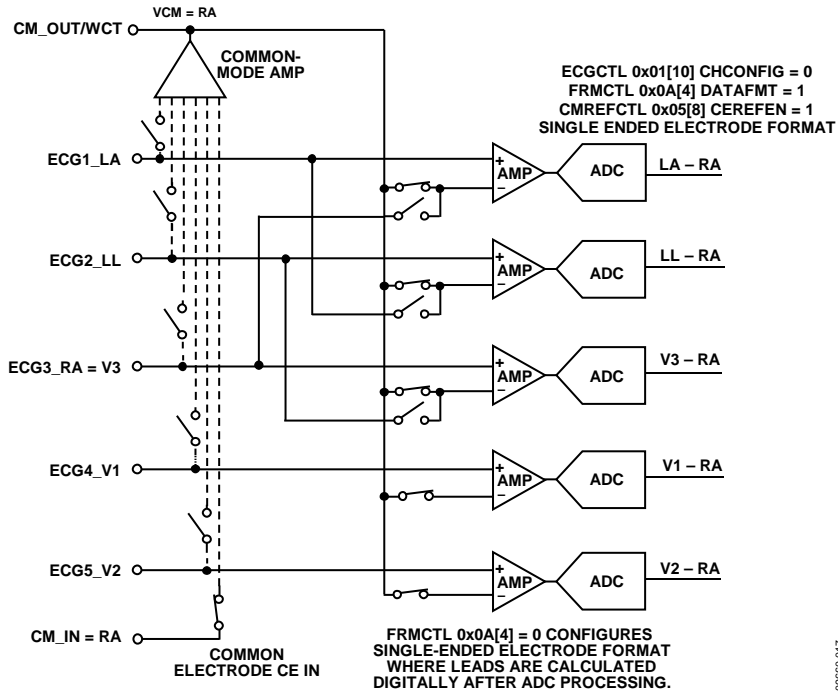 VCM = RA
CM_OUT/WCT
COMMON-
MODE AMP
ECGCTL 0x01[10] CHCONFIG = 0
FRMCTL 0x0A[4] DATAFMT = 1
CMREFCTL 0x05[8] CEREFEN = 1
SINGLE ENDED ELECTRODE FORMAT
ECG1_LA
+
AMP
–
ADC
LA – RA
ECG2_LL
+
AMP
–
ADC
LL – RA
ECG3_RA = V3
+
AMP
–
ADC
V3 – RA
ECG4_V1
+
AMP
–
ADC
V1 – RA
ECG5_V2
+
AMP
–
ADC
V2 – RA
CM_IN = RA
COMMON
ELECTRODE CE IN
FRMCTL 0x0A[4] = 0 CONFIGURES
SINGLE-ENDED ELECTRODE FORMAT
WHERE LEADS ARE CALCULATED
DIGITALLY AFTER ADC PROCESSING.